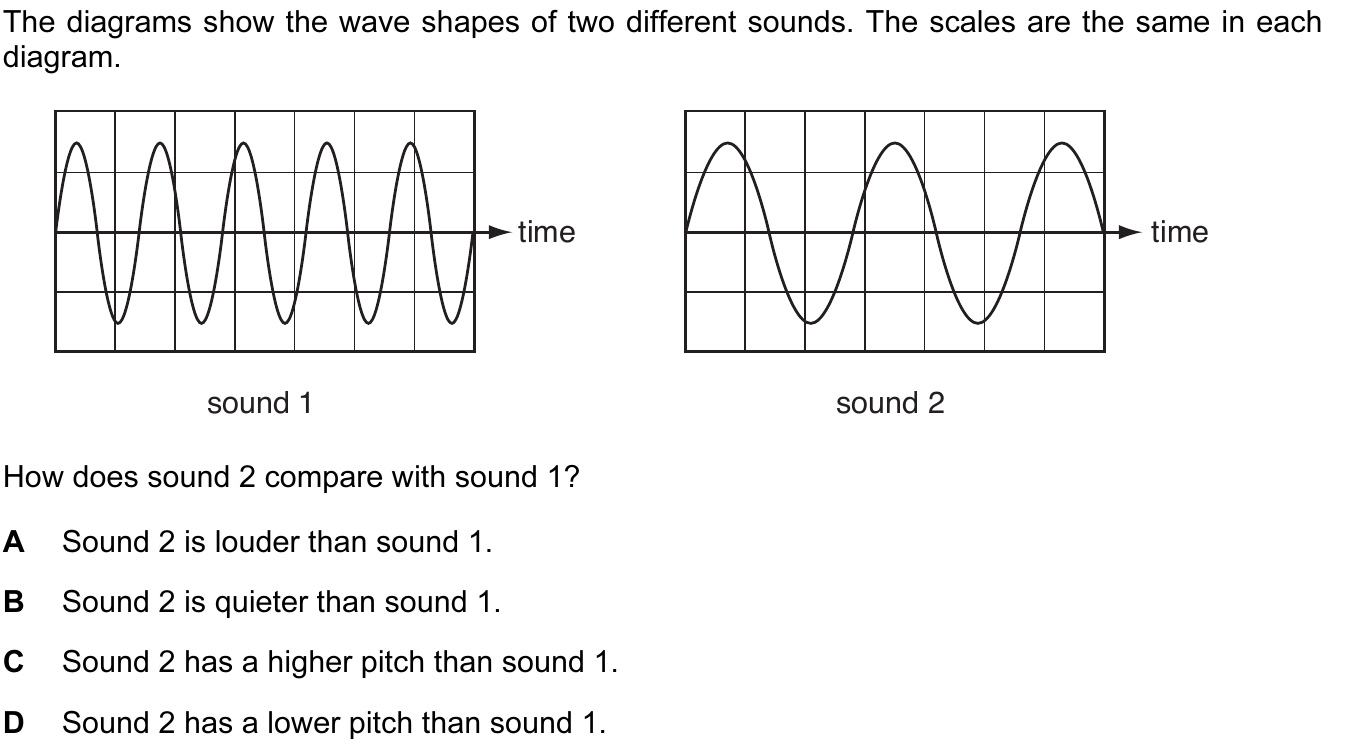 The diagrams show the wave shapes of two different sounds. The scales are the same in each
diagram.
time
time
sound 1
sound 2
How does sound 2 compare with sound 1?
A Sound 2 is louder than sound 1.
B Sound 2 is quieter than sound 1.
C Sound 2 has a higher pitch than sound 1.
D Sound 2 has a lower pitch than sound 1.